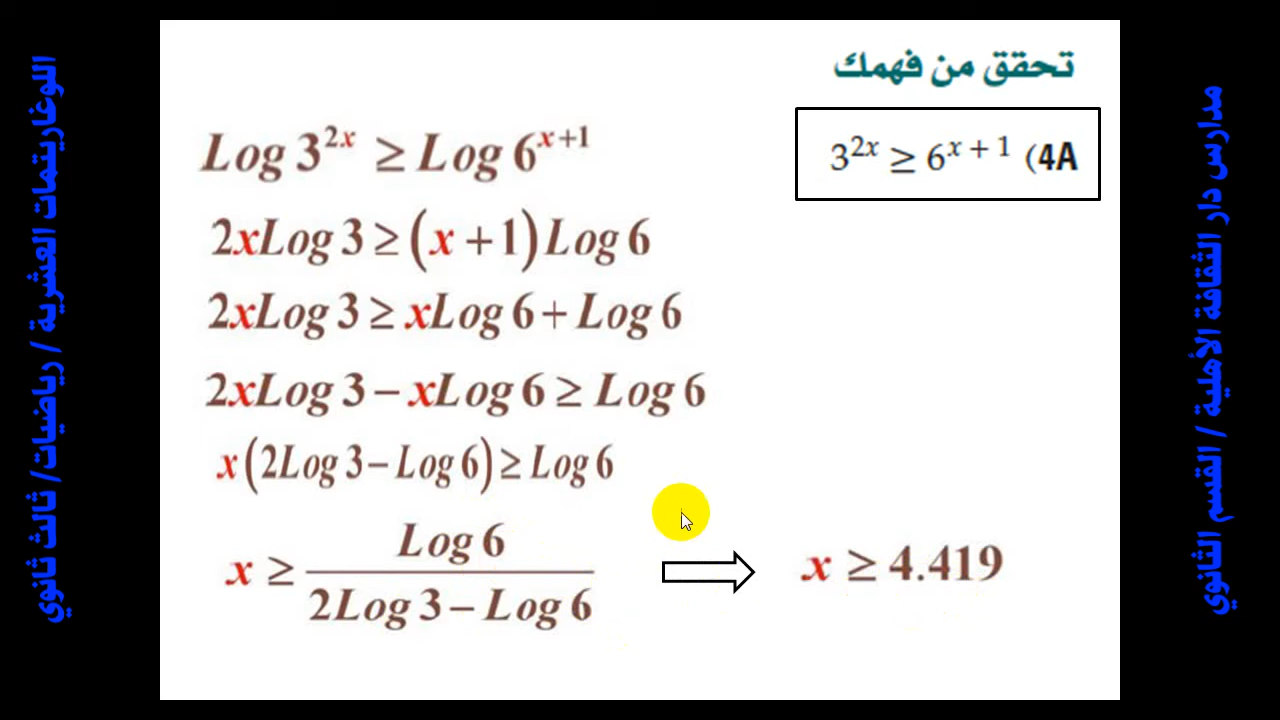 تحقق من فهمك
3^{2x} ≥ 6^{x + 1} (4A
Log 3^{2x} ≥ Log 6^{x+1}
2xLog 3 ≥ (x + 1) Log 6
2xLog 3 ≥ xLog 6 + Log 6
2xLog 3 − xLog 6 ≥ Log 6
x(2Log 3 − Log 6) ≥ Log 6
x ≥ \frac{Log 6}{2Log 3 − Log 6}
x ≥ 4.419
مدارس دار الثقافة الأهلية / القسم الثانوي
اللوغاريتمات العشرية / رياضيات/ ثالث ثانوي